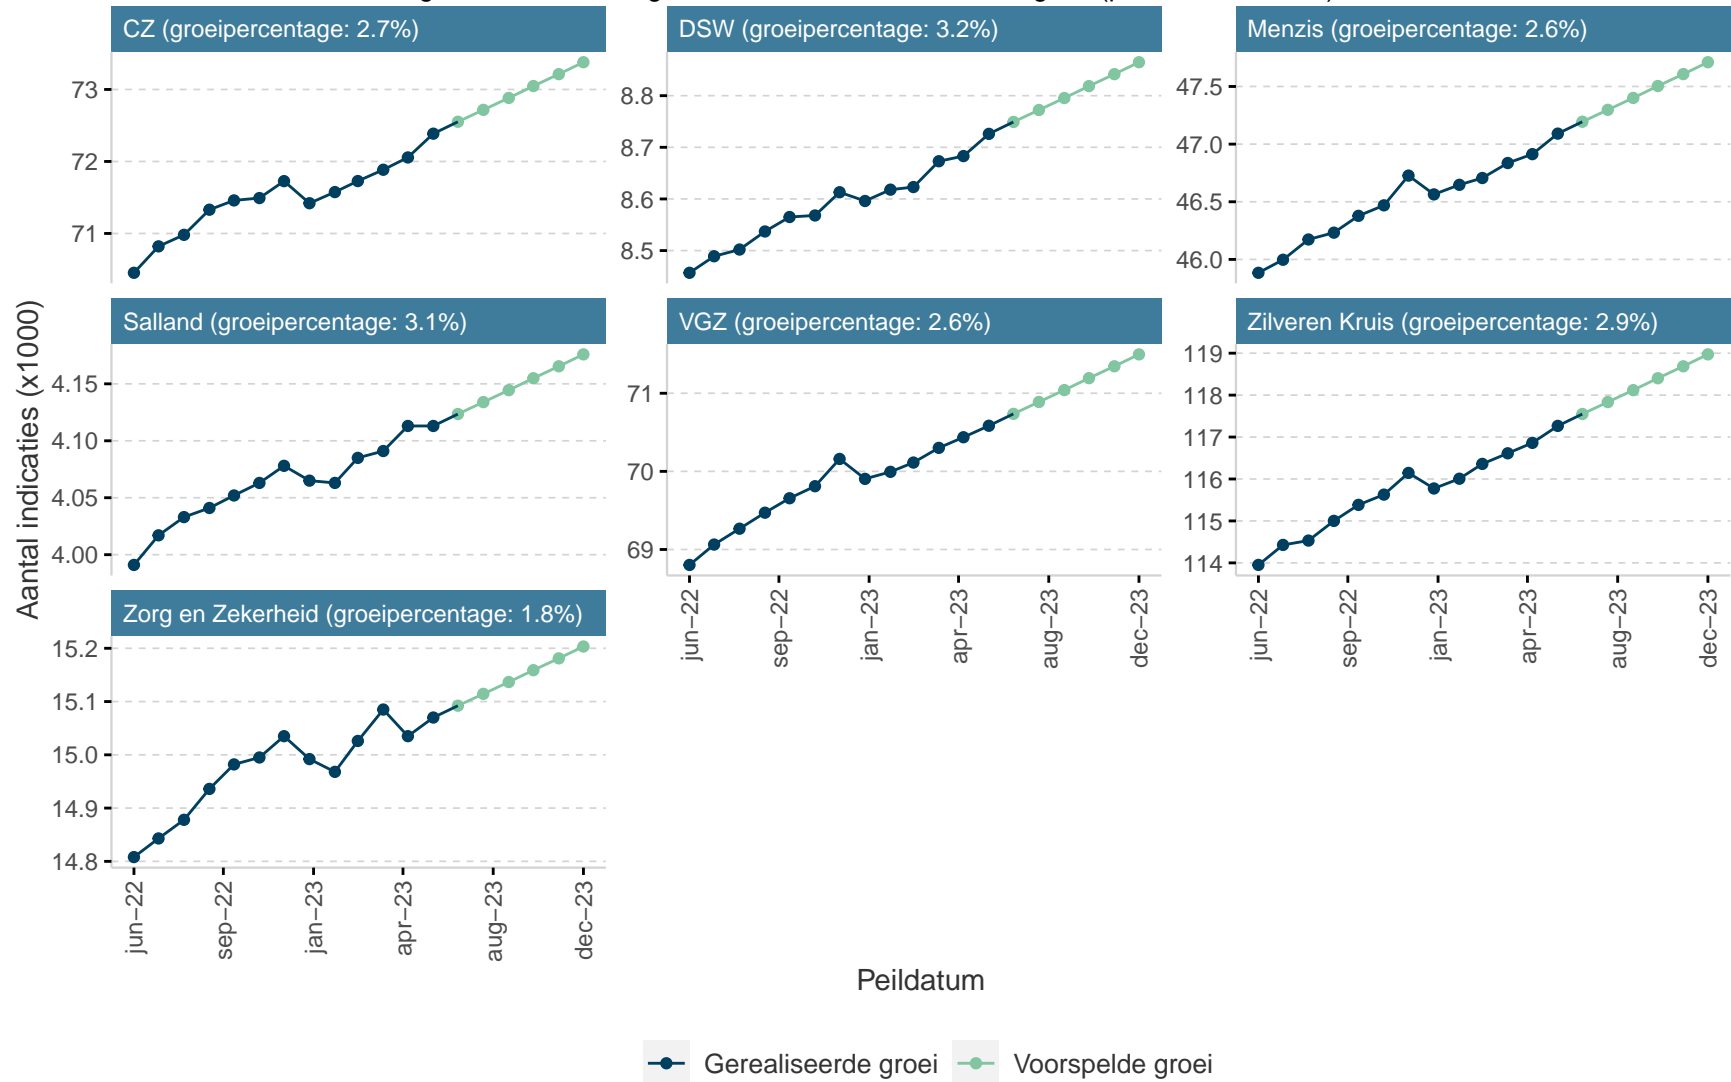 CZ (groeipercentage: 2.7%)
DSW (groeipercentage: 3.2%)
Menzis (groeipercentage: 2.6%)
73
72
71
8.8
8.7
8.6
8.5
47.5
47.0
46.5
46.0
Salland (groeipercentage: 3.1%)
VGZ (groeipercentage: 2.6%)
Zilveren Kruis (groeipercentage: 2.9%)
4.15
4.10
4.05
4.00
71
70
69
119
118
117
116
115
114
jun−22
sep−22
jan−23
apr−23
aug−23
dec−23
jun−22
sep−22
jan−23
apr−23
aug−23
dec−23
Zorg en Zekerheid (groeipercentage: 1.8%)
15.2
15.1
15.0
14.9
14.8
jun−22
sep−22
jan−23
apr−23
aug−23
dec−23
Aantal indicaties (x1000)
Peildatum
Gerealiseerde groei
Voorspelde groei